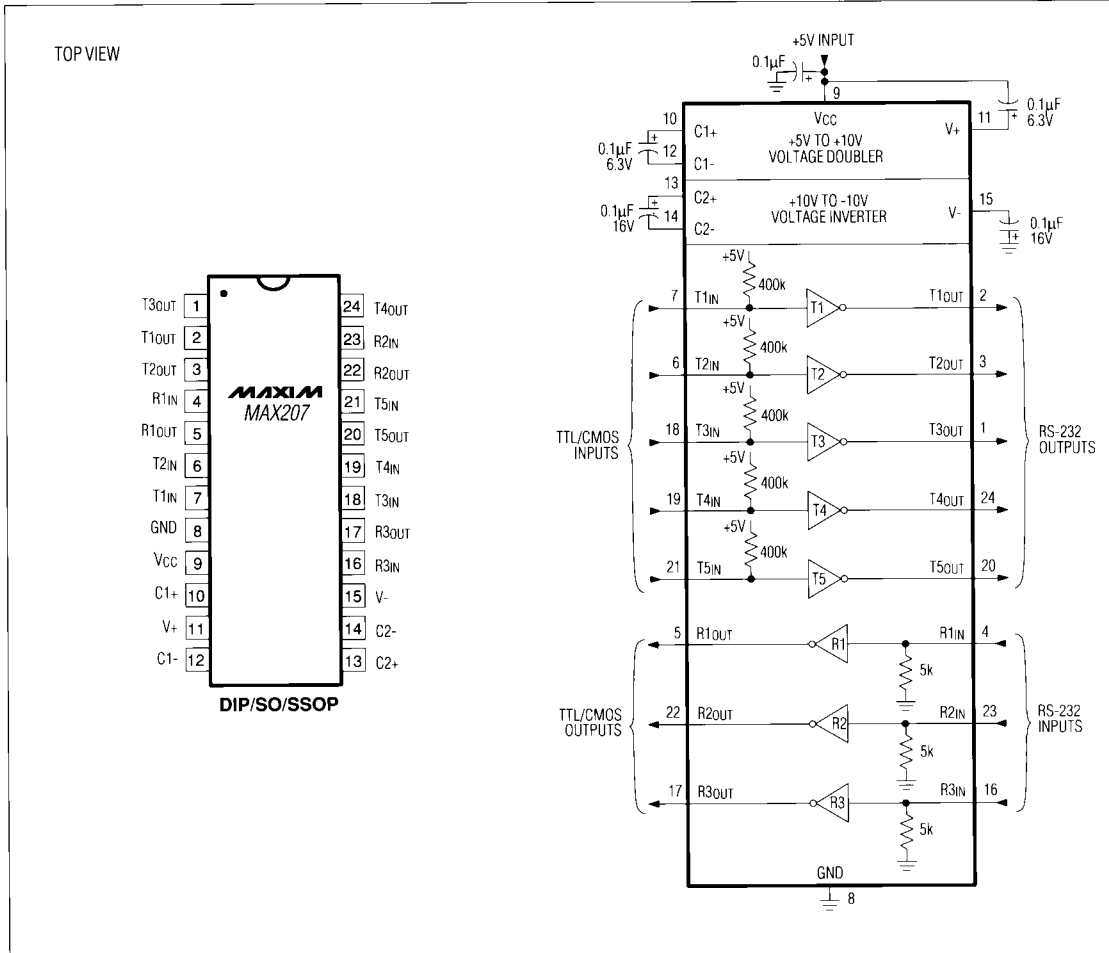 TOP VIEW
T3OUT 1
T1OUT 2
T2OUT 3
R1IN 4
R1OUT 5
T2IN 6
T1IN 7
GND 8
VCC 9
C1+ 10
V+ 11
C1- 12
MAXIM
MAX207
24 T4OUT
23 R2IN
22 R2OUT
21 T5IN
20 T5OUT
19 T4IN
18 T3IN
17 R3OUT
16 R3IN
15 V-
14 C2-
13 C2+
DIP/SO/SSOP
+5V INPUT
0.1µF
+
9
0.1µF
6.3V
+
VCC
10 C1+
+5V TO +10V
VOLTAGE DOUBLER
V+ 11
0.1µF
6.3V
+
12 C1-
13 C2+
+10V TO -10V
VOLTAGE INVERTER
V- 15
0.1µF
16V
+
14 C2-
0.1µF
16V
+
+5V
400k
7 T1IN T1 T1OUT 2
+5V
400k
6 T2IN T2 T2OUT 3
+5V
400k
18 T3IN T3 T3OUT 1
+5V
400k
19 T4IN T4 T4OUT 24
+5V
400k
21 T5IN T5 T5OUT 20
TTL/CMOS
INPUTS
RS-232
OUTPUTS
5 R1OUT R1 R1IN 4
5k
22 R2OUT R2 R2IN 23
5k
17 R3OUT R3 R3IN 16
5k
TTL/CMOS
OUTPUTS
RS-232
INPUTS
GND
8